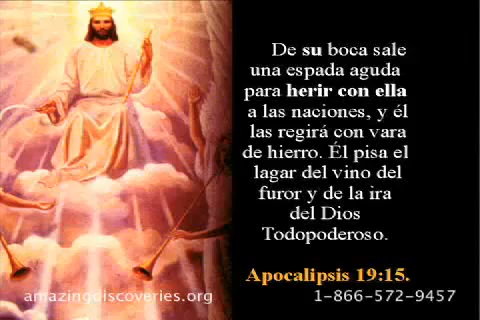 De su boca sale
una espada aguda
para herir con ella
a las naciones, y él
las regirá con vara
de hierro. Él pisa el
lagar del vino del
furor y de la ira
del Dios
Todopoderoso.
Apocalipsis 19:15.
amazingdiscoveries.org
1-866-572-9457